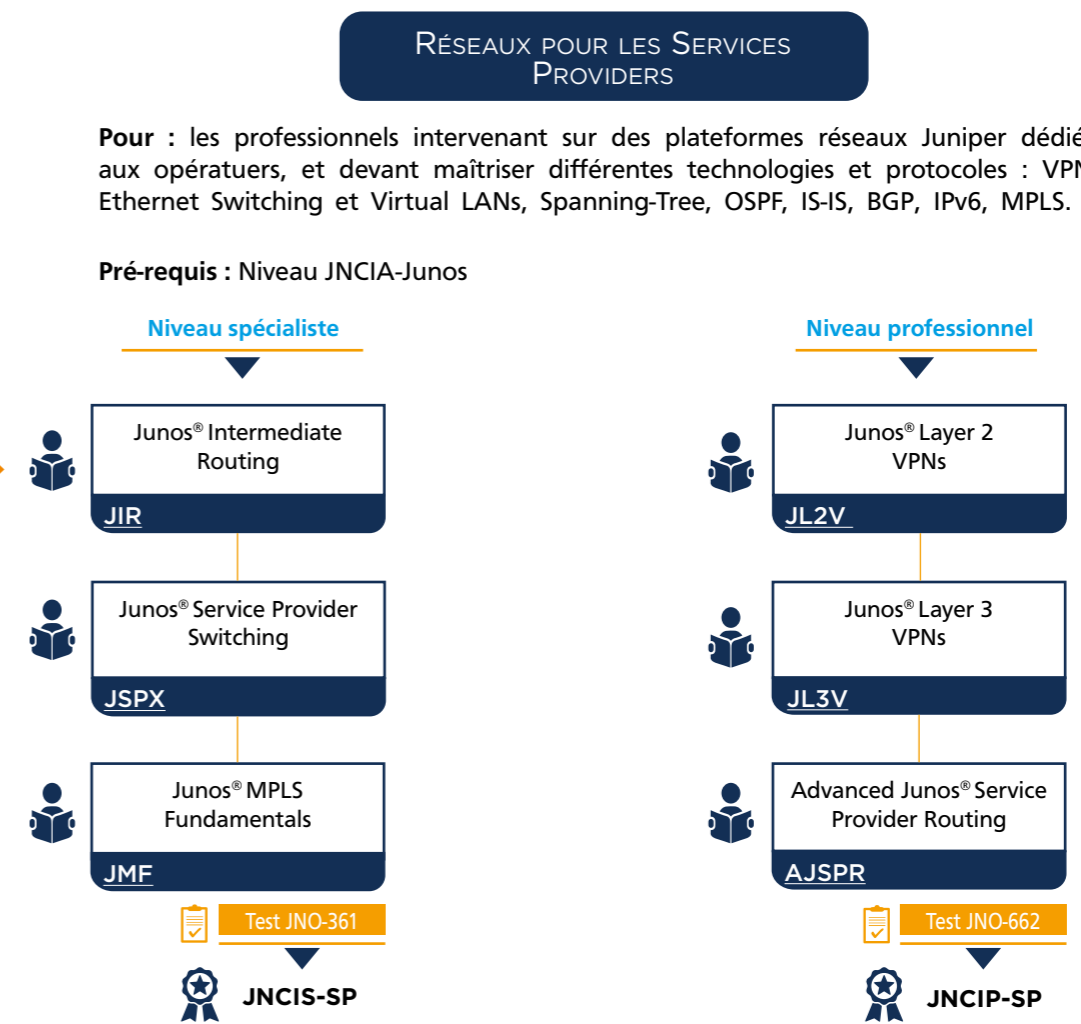 RÉSEAUX POUR LES SERVICES
PROVIDERS
Pour : les professionnels intervenant sur des plateformes réseaux Juniper dédié
aux opératuers, et devant maîtriser différentes technologies et protocoles : VPN
Ethernet Switching et Virtual LANs, Spanning-Tree, OSPF, IS-IS, BGP, IPv6, MPLS.
Pré-requis : Niveau JNCIA-Junos
Niveau spécialiste
Junos® Intermediate
Routing
JIR
Junos® Service Provider
Switching
JSPX
Junos® MPLS
Fundamentals
JMF
Test JNO-361
JNCIS-SP
Niveau professionnel
Junos® Layer 2
VPNs
JL2V
Junos® Layer 3
VPNs
JL3V
Advanced Junos® Service
Provider Routing
AJSPR
Test JNO-662
JNCIP-SP